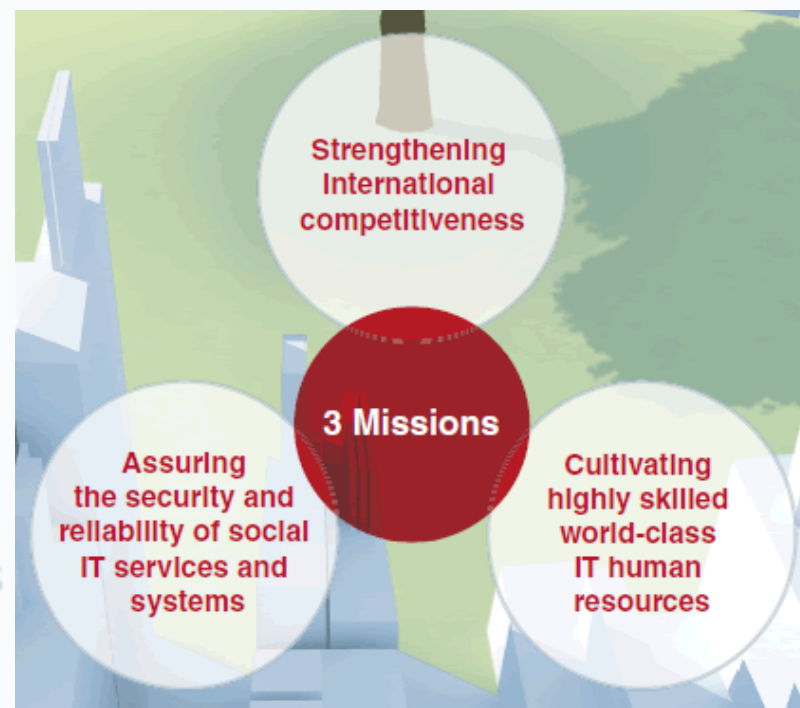 Strengthening
international
competitiveness
3 Missions
Assuring
the security and
reliability of social
IT services and
systems
Cultivating
highly skilled
world-class
IT human
resources